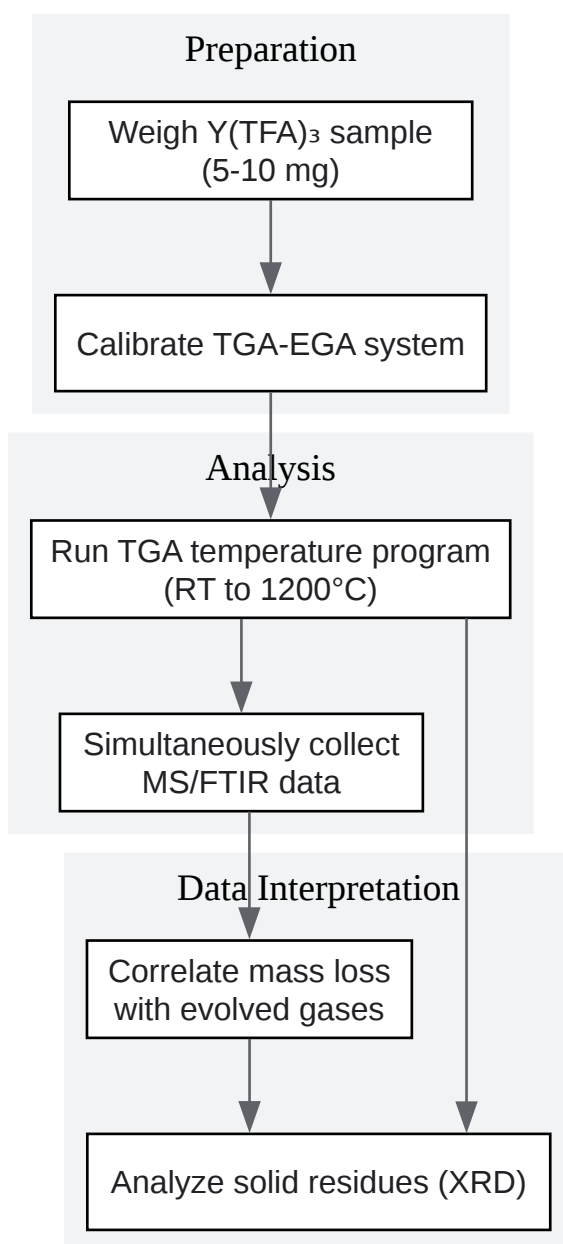 Preparation
Weigh Y(TFA)₃ sample
(5-10 mg)
Calibrate TGA-EGA system
Analysis
Run TGA temperature program
(RT to 1200°C)
Simultaneously collect
MS/FTIR data
Data Interpretation
Correlate mass loss
with evolved gases
Analyze solid residues (XRD)